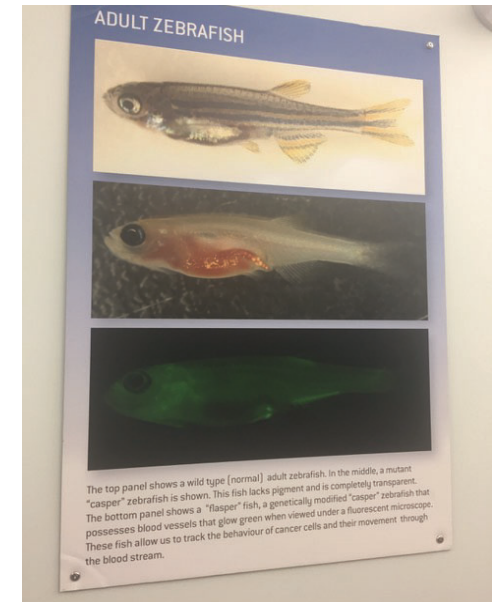 ADULT ZEBRAFISH
The top panel shows a wild type (normal) adult zebrafish. In the middle, a mutant
"casper" zebrafish is shown. This fish lacks pigment and is completely transparent.
The bottom panel shows a "flasper" fish, a genetically modified "casper" zebrafish that
possesses blood vessels that glow green when viewed under a fluorescent microscope.
These fish allow us to track the behaviour of cancer cells and their movement through
the blood stream.